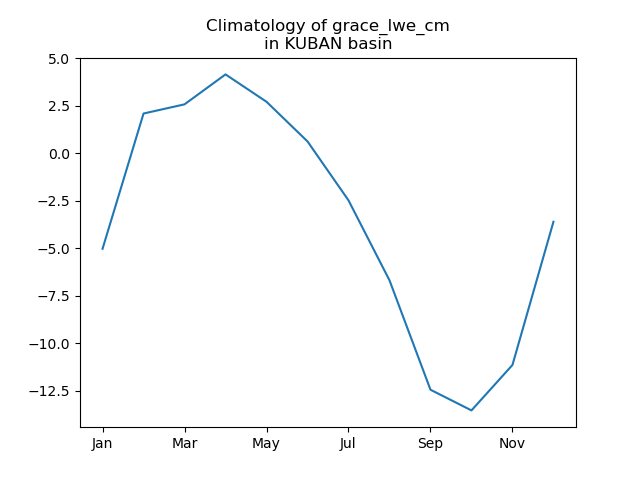 Climatology of grace_lwe_cm
in KUBAN basin
5.0
2.5
0.0
−2.5
−5.0
−7.5
−10.0
−12.5
Jan
Mar
May
Jul
Sep
Nov